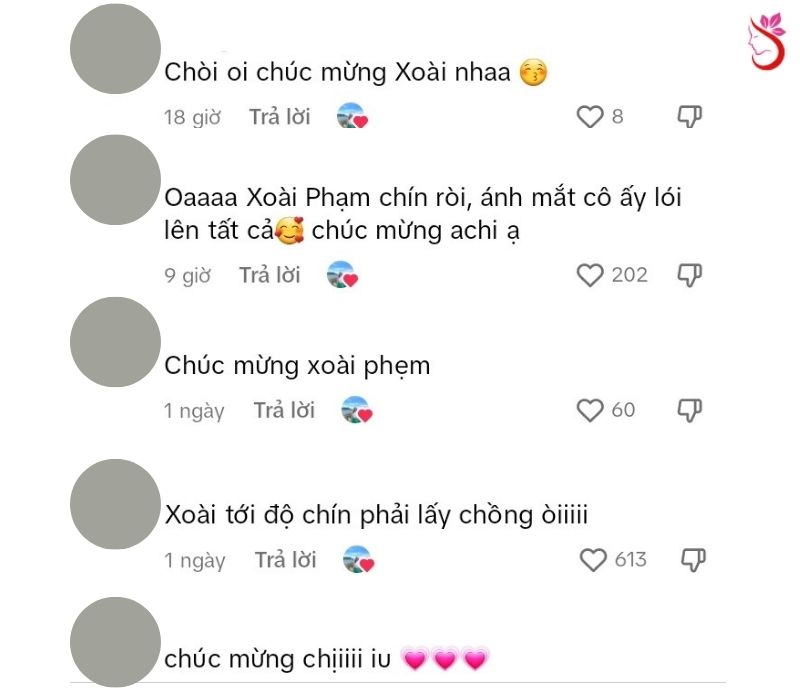 Chòi oi chúc mừng Xoài nhaa 😚
18 giờ Trả lời 8
Oaaaa Xoài Phạm chín ròi, ánh mắt cô ấy lói
lên tất cả🥰 chúc mừng achi ạ
9 giờ Trả lời 202
Chúc mừng xoài phẹm
1 ngày Trả lời 60
Xoài tới độ chín phải lấy chồng òiiiii
1 ngày Trả lời 613
chúc mừng chịiiii iu 💗💗💗